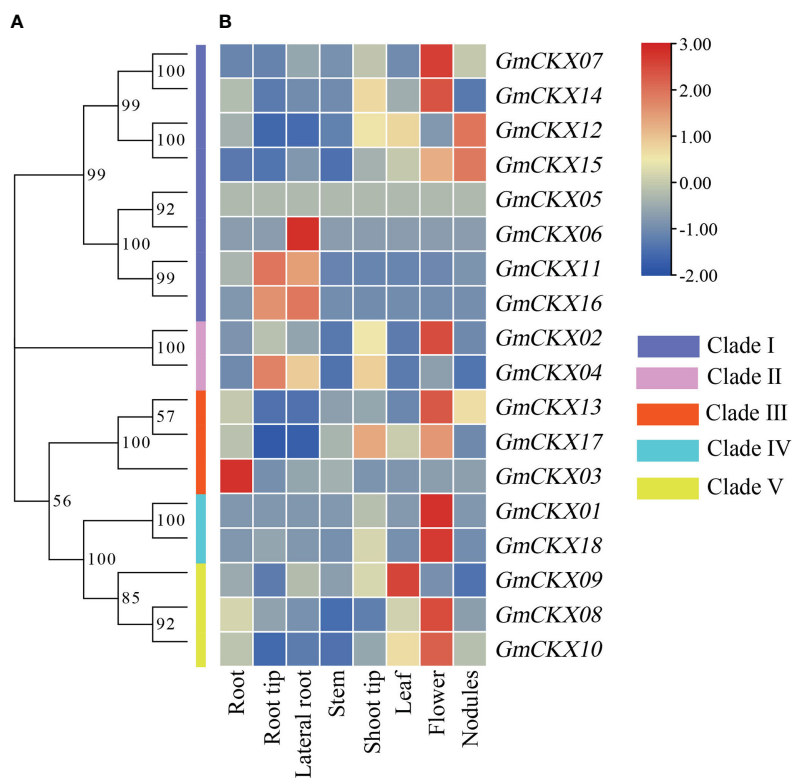 A
B
GmCKX07
GmCKX14
GmCKX12
GmCKX15
GmCKX05
GmCKX06
GmCKX11
GmCKX16
GmCKX02
GmCKX04
GmCKX13
GmCKX17
GmCKX03
GmCKX01
GmCKX18
GmCKX09
GmCKX08
GmCKX10
100
99
100
99
92
100
99
100
57
100
56
100
100
85
92
Root
Root tip
Lateral root
Stem
Shoot tip
Leaf
Flower
Nodules
3.00
2.00
1.00
0.00
-1.00
-2.00
Clade I
Clade II
Clade III
Clade IV
Clade V